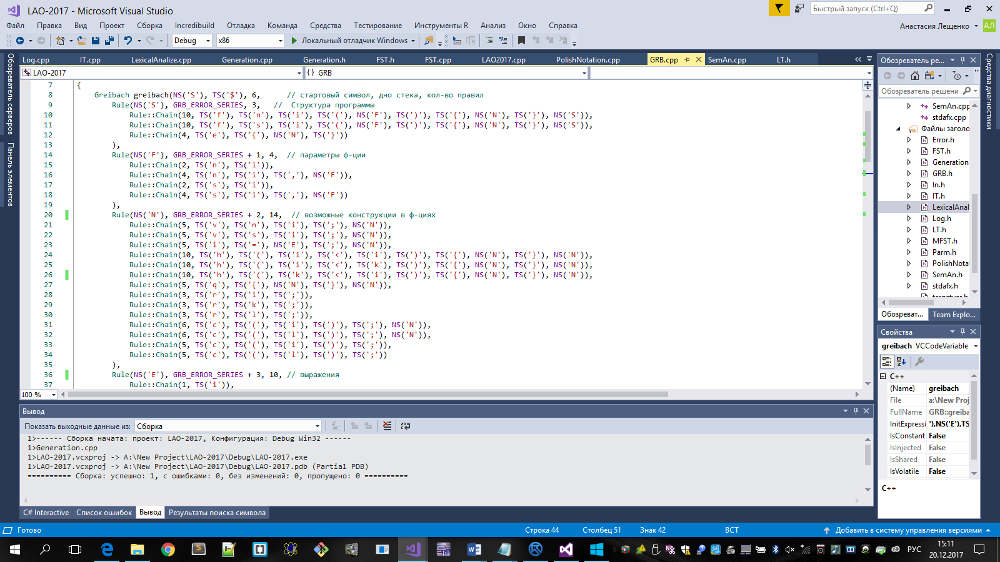 LAO-2017 - Microsoft Visual Studio
Быстрый запуск (Ctrl+Q)
Файл Правка Вид Проект Сборка Incredibuild Отладка Команда Средства Тестирование Инструменты R Анализ Окно Справка
Анастасия Лещенко АЛ
Debug x86 Локальный отладчик Windows
Обозреватель серверов
Панель элементов
Log.cpp IT.cpp LexicalAnalize.cpp Generation.cpp Generation.h FST.h FST.cpp LAO2017.cpp PolishNotation.cpp GRB.cpp SemAn.cpp LT.h
LAO-2017 {} GRB
7 {
8 Greibach greibach(NS('S'), TS('$'), 6, // стартовый символ, дно стека, кол-во правил
9 Rule(NS('S'), GRB_ERROR_SERIES, 3, // Структура программы
10 Rule::Chain(10, TS('f'), TS('n'), TS('i'), TS('('), NS('F'), TS(')'), TS('{'), NS('N'), TS('}'), NS('S')),
11 Rule::Chain(10, TS('f'), TS('s'), TS('i'), TS('('), NS('F'), TS(')'), TS('{'), NS('N'), TS('}'), NS('S')),
12 Rule::Chain(4, TS('e'), TS('{'), NS('N'), TS('}'))
13 ),
14 Rule(NS('F'), GRB_ERROR_SERIES + 1, 4, // параметры ф-ции
15 Rule::Chain(2, TS('n'), TS('i')),
16 Rule::Chain(4, TS('n'), TS('i'), TS(','), NS('F')),
17 Rule::Chain(2, TS('s'), TS('i')),
18 Rule::Chain(4, TS('s'), TS('i'), TS(','), NS('F'))
19 ),
20 Rule(NS('N'), GRB_ERROR_SERIES + 2, 14, // возможные конструкции в ф-циях
21 Rule::Chain(5, TS('v'), TS('n'), TS('i'), TS(';'), NS('N')),
22 Rule::Chain(5, TS('v'), TS('s'), TS('i'), TS(';'), NS('N')),
23 Rule::Chain(5, TS('i'), TS('='), NS('E'), TS(';'), NS('N')),
24 Rule::Chain(10, TS('h'), TS('('), TS('i'), TS('<'), TS('i'), TS(')'), TS('{'), NS('N'), TS('}'), NS('N')),
25 Rule::Chain(10, TS('h'), TS('('), TS('i'), TS('<'), TS('k'), TS(')'), TS('{'), NS('N'), TS('}'), NS('N')),
26 Rule::Chain(10, TS('h'), TS('('), TS('k'), TS('<'), TS('i'), TS(')'), TS('{'), NS('N'), TS('}'), NS('N')),
27 Rule::Chain(5, TS('q'), TS('{'), NS('N'), TS('}'), NS('N')),
28 Rule::Chain(3, TS('r'), TS('i'), TS(';')),
29 Rule::Chain(3, TS('r'), TS('k'), TS(';')),
30 Rule::Chain(3, TS('r'), TS('l'), TS(';')),
31 Rule::Chain(6, TS('c'), TS('('), TS('i'), TS(')'), TS(';'), NS('N')),
32 Rule::Chain(6, TS('c'), TS('('), TS('l'), TS(')'), TS(';'), NS('N')),
33 Rule::Chain(5, TS('c'), TS('('), TS('i'), TS(')'), TS(';')),
34 Rule::Chain(5, TS('c'), TS('('), TS('l'), TS(')'), TS(';'))
35 ),
36 Rule(NS('E'), GRB_ERROR_SERIES + 3, 10, // выражения
37 Rule::Chain(1, TS('i')),
100 %
Вывод
Показать выходные данные из: Сборка
1>------ Сборка начата: проект: LAO-2017, Конфигурация: Debug Win32 ------
1>Generation.cpp
1>LAO-2017.vcxproj -> A:\New Project\LAO-2017\Debug\LAO-2017.exe
1>LAO-2017.vcxproj -> A:\New Project\LAO-2017\Debug\LAO-2017.pdb (Partial PDB)
========== Сборка: успешно: 1, с ошибками: 0, без изменений: 0, пропущено: 0 ==========
C# Interactive Список ошибок Вывод Результаты поиска символа
Обозреватель ре...
Обозреватель решени
SemAn.cpp
stdafx.cpp
Файлы заголо
Error.h
FST.h
Generation
GRB.h
In.h
IT.h
LexicalAnal
Log.h
LT.h
MFST.h
Parm.h
PolishNota
SemAn.h
stdafx.h
targetver.h
Обозреват... Team Explo...
Средства диагностики
Свойства
greibach VCCodeVariable
C++
(Name) greibach
File a:\New Proj
FullName GRB::greiba
InitExpressi '),NS('E'),TS
IsConstant False
IsInjected False
IsShared False
IsVolatile False
C++
Готово Строка 44 Столбец 51 Знак 42 ВСТ Добавить в систему управления версиями
РУС 15:11
20.12.2017